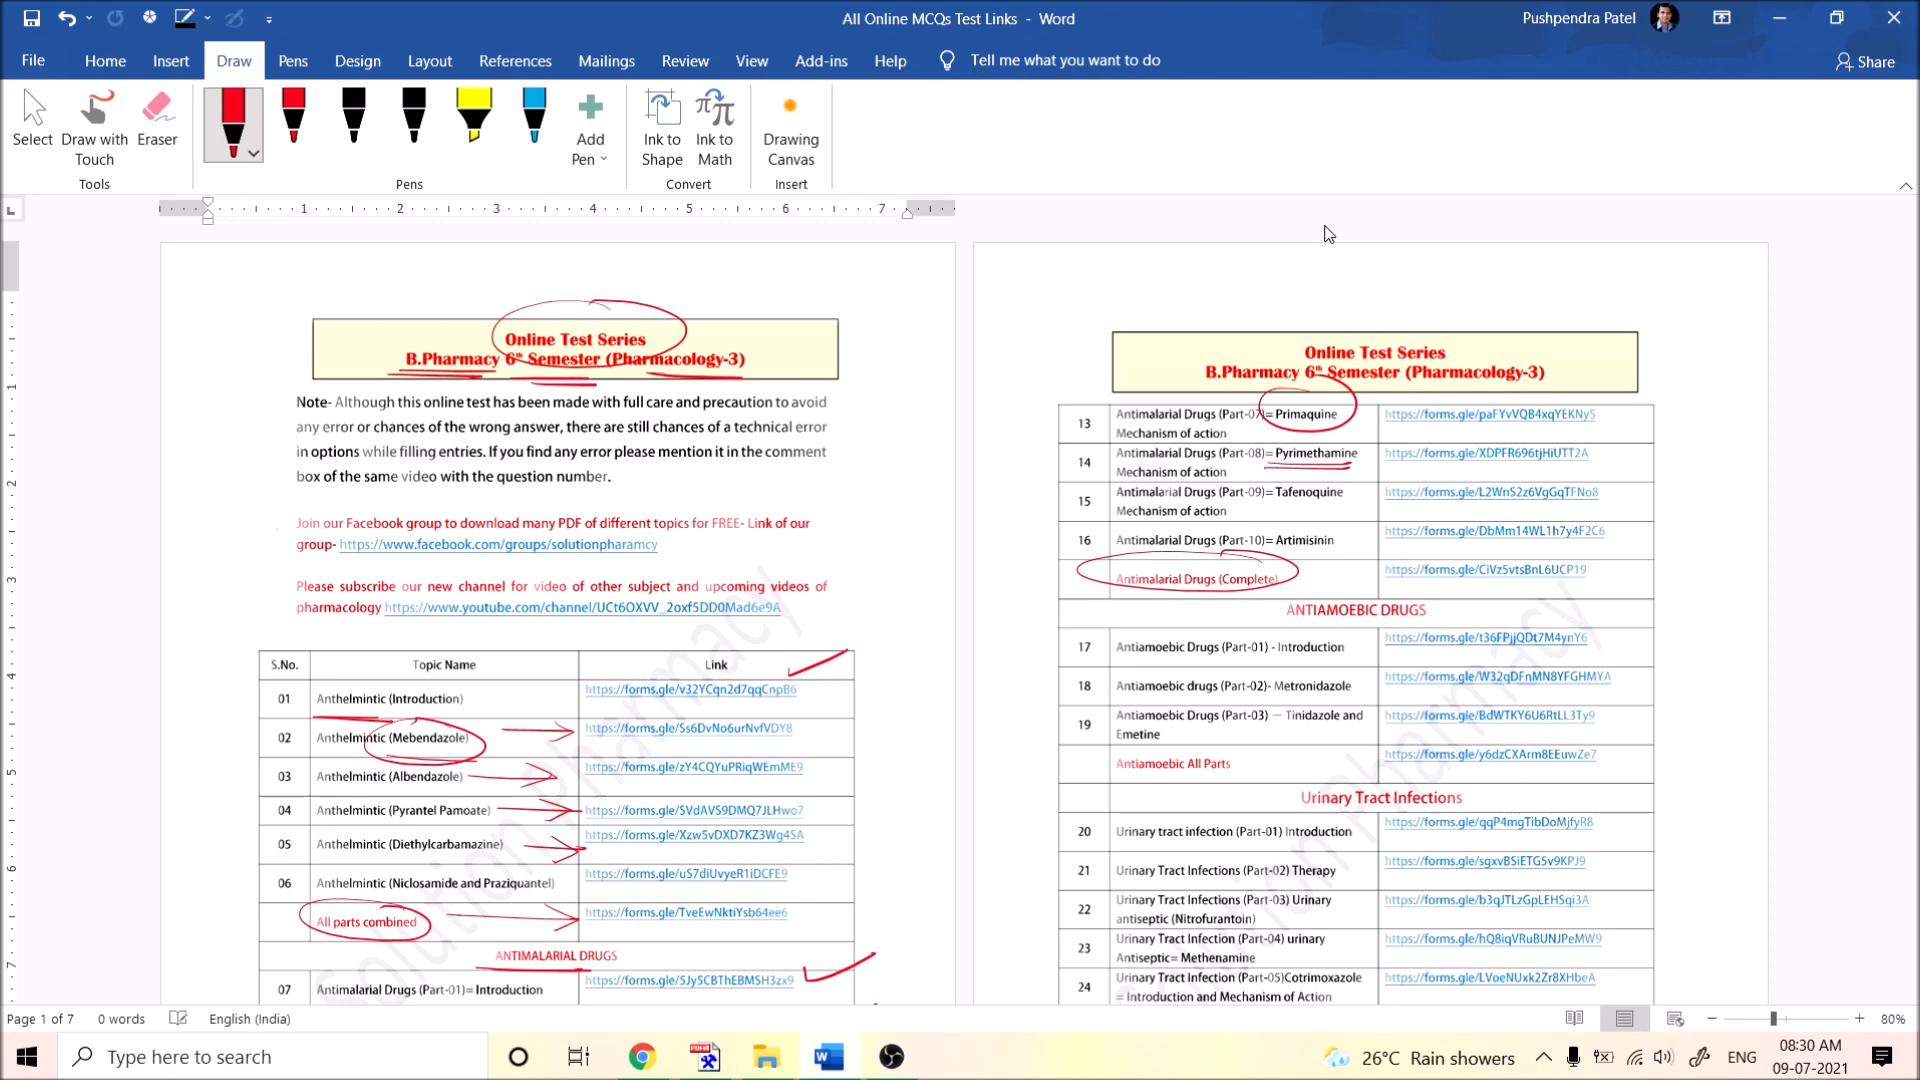 All Online MCQs Test Links - Word
Pushpendra Patel
File Home Insert Draw Pens Design Layout References Mailings Review View Add-ins Help Tell me what you want to do Share
Select
Draw with Touch
Eraser
Add Pen
Ink to Shape
Ink to Math
Drawing Canvas
Tools
Pens
Convert
Insert
1 2 3 4 5 6 7
Online Test Series
B.Pharmacy 6th Semester (Pharmacology-3)
Note- Although this online test has been made with full care and precaution to avoid
any error or chances of the wrong answer, there are still chances of a technical error
in options while filling entries. If you find any error please mention it in the comment
box of the same video with the question number.
Join our Facebook group to download many PDF of different topics for FREE- Link of our
group- https://www.facebook.com/groups/solutionpharamcy
Please subscribe our new channel for video of other subject and upcoming videos of
pharmacology https://www.youtube.com/channel/UCt6OXVV_2oxf5DD0Mad6e9A
S.No. Topic Name Link
01 Anthelmintic (Introduction) https://forms.gle/v32YCqn2d7qqCnpB6
02 Anthelmintic (Mebendazole) https://forms.gle/Ss6DvNo6urNvfVDY8
03 Anthelmintic (Albendazole) https://forms.gle/zY4CQYuPRiqWEmME9
04 Anthelmintic (Pyrantel Pamoate) https://forms.gle/SVdAVS9DMQ7JLHwo7
05 Anthelmintic (Diethylcarbamazine) https://forms.gle/Xzw5vDXD7KZ3Wg4SA
06 Anthelmintic (Niclosamide and Praziquantel) https://forms.gle/uS7diUvyeR1iDCFE9
All parts combined https://forms.gle/TveEwNktiYsb64ee6
ANTIMALARIAL DRUGS
07 Antimalarial Drugs (Part-01)= Introduction https://forms.gle/5Jy5CBThEBMSH3zx9
Solution Pharmacy
Online Test Series
B.Pharmacy 6th Semester (Pharmacology-3)
13 Antimalarial Drugs (Part-07)= Primaquine https://forms.gle/paFYvVQB4xqYEKNy5
Mechanism of action
14 Antimalarial Drugs (Part-08)= Pyrimethamine https://forms.gle/XDPFR696tjHiUTT2A
Mechanism of action
15 Antimalarial Drugs (Part-09)= Tafenoquine https://forms.gle/L2WnS2z6VgGqTFNo8
Mechanism of action
16 Antimalarial Drugs (Part-10)= Artimisinin https://forms.gle/DbMm14WL1h7y4F2C6
Antimalarial Drugs (Complete) https://forms.gle/CiVz5vtsBnL6UCP19
ANTIAMOEBIC DRUGS
17 Antiamoebic Drugs (Part-01) - Introduction https://forms.gle/t36FPjjQDt7M4ynY6
18 Antiamoebic drugs (Part-02)- Metronidazole https://forms.gle/W32qDFnMN8YFGHMYA
19 Antiamoebic Drugs (Part-03) — Tinidazole and https://forms.gle/BdWTKY6U6RtLL3Ty9
Emetine
Antiamoebic All Parts https://forms.gle/y6dzCXArm8EEuwZe7
Urinary Tract Infections
20 Urinary tract infection (Part-01) Introduction https://forms.gle/qqP4mgTibDoMjfyR8
21 Urinary Tract Infections (Part-02) Therapy https://forms.gle/sgxvBSiETG5v9KPJ9
22 Urinary Tract Infections (Part-03) Urinary https://forms.gle/b3qJTLzGpLEHSqi3A
antiseptic (Nitrofurantoin)
23 Urinary Tract Infection (Part-04) urinary https://forms.gle/hQ8iqVRuBUNJPeMW9
Antiseptic= Methenamine
24 Urinary Tract Infection (Part-05)Cotrimoxazole https://forms.gle/LVoeNUxk2Zr8XHbeA
= Introduction and Mechanism of Action
Solution Pharmacy
Page 1 of 7 0 words English (India) 80%
Type here to search
26°C Rain showers ENG 08:30 AM
09-07-2021